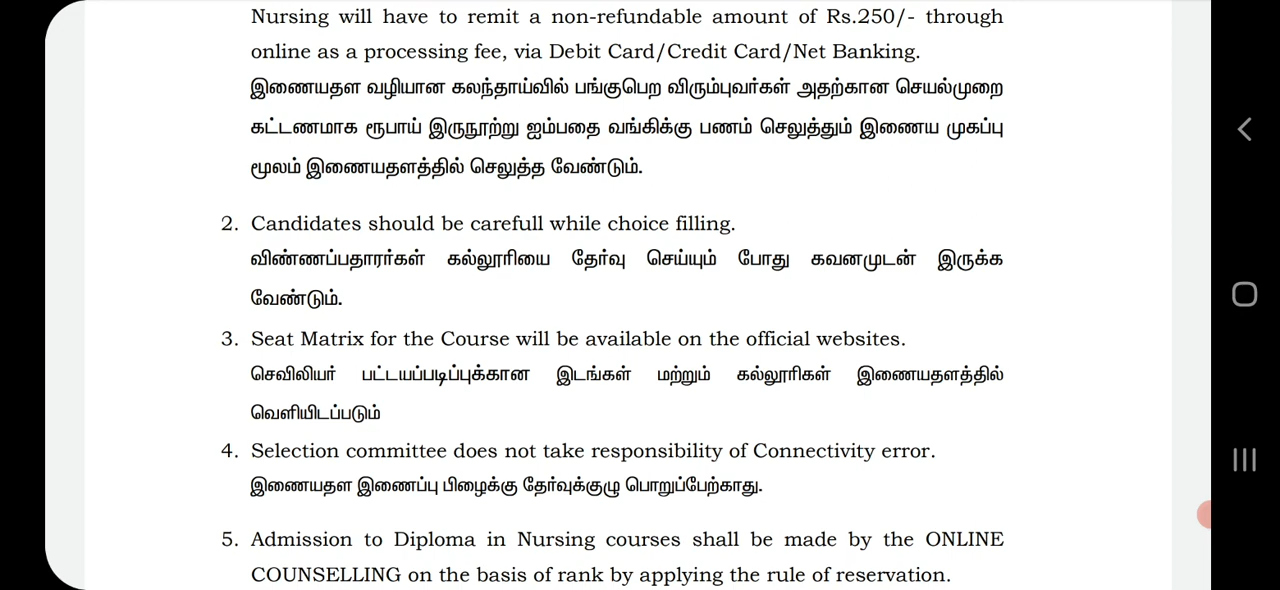 Nursing will have to remit a non-refundable amount of Rs.250/- through
online as a processing fee, via Debit Card/Credit Card/Net Banking.
இணையதள வழியான கலந்தாய்வில் பங்குபெற விரும்புவர்கள் அதற்கான செயல்முறை
கட்டணமாக ரூபாய் இருநூற்று ஐம்பதை வங்கிக்கு பணம் செலுத்தும் இணைய முகப்பு
மூலம் இணையதளத்தில் செலுத்த வேண்டும்.
2. Candidates should be carefull while choice filling.
விண்ணப்பதாரர்கள் கல்லூரியை தேர்வு செய்யும் போது கவனமுடன் இருக்க
வேண்டும்.
3. Seat Matrix for the Course will be available on the official websites.
செவிலியர் பட்டயப்படிப்புக்கான இடங்கள் மற்றும் கல்லூரிகள் இணையதளத்தில்
வெளியிடப்படும்
4. Selection committee does not take responsibility of Connectivity error.
இணையதள இணைப்பு பிழைக்கு தேர்வுக்குழு பொறுப்பேற்காது.
5. Admission to Diploma in Nursing courses shall be made by the ONLINE
COUNSELLING on the basis of rank by applying the rule of reservation.